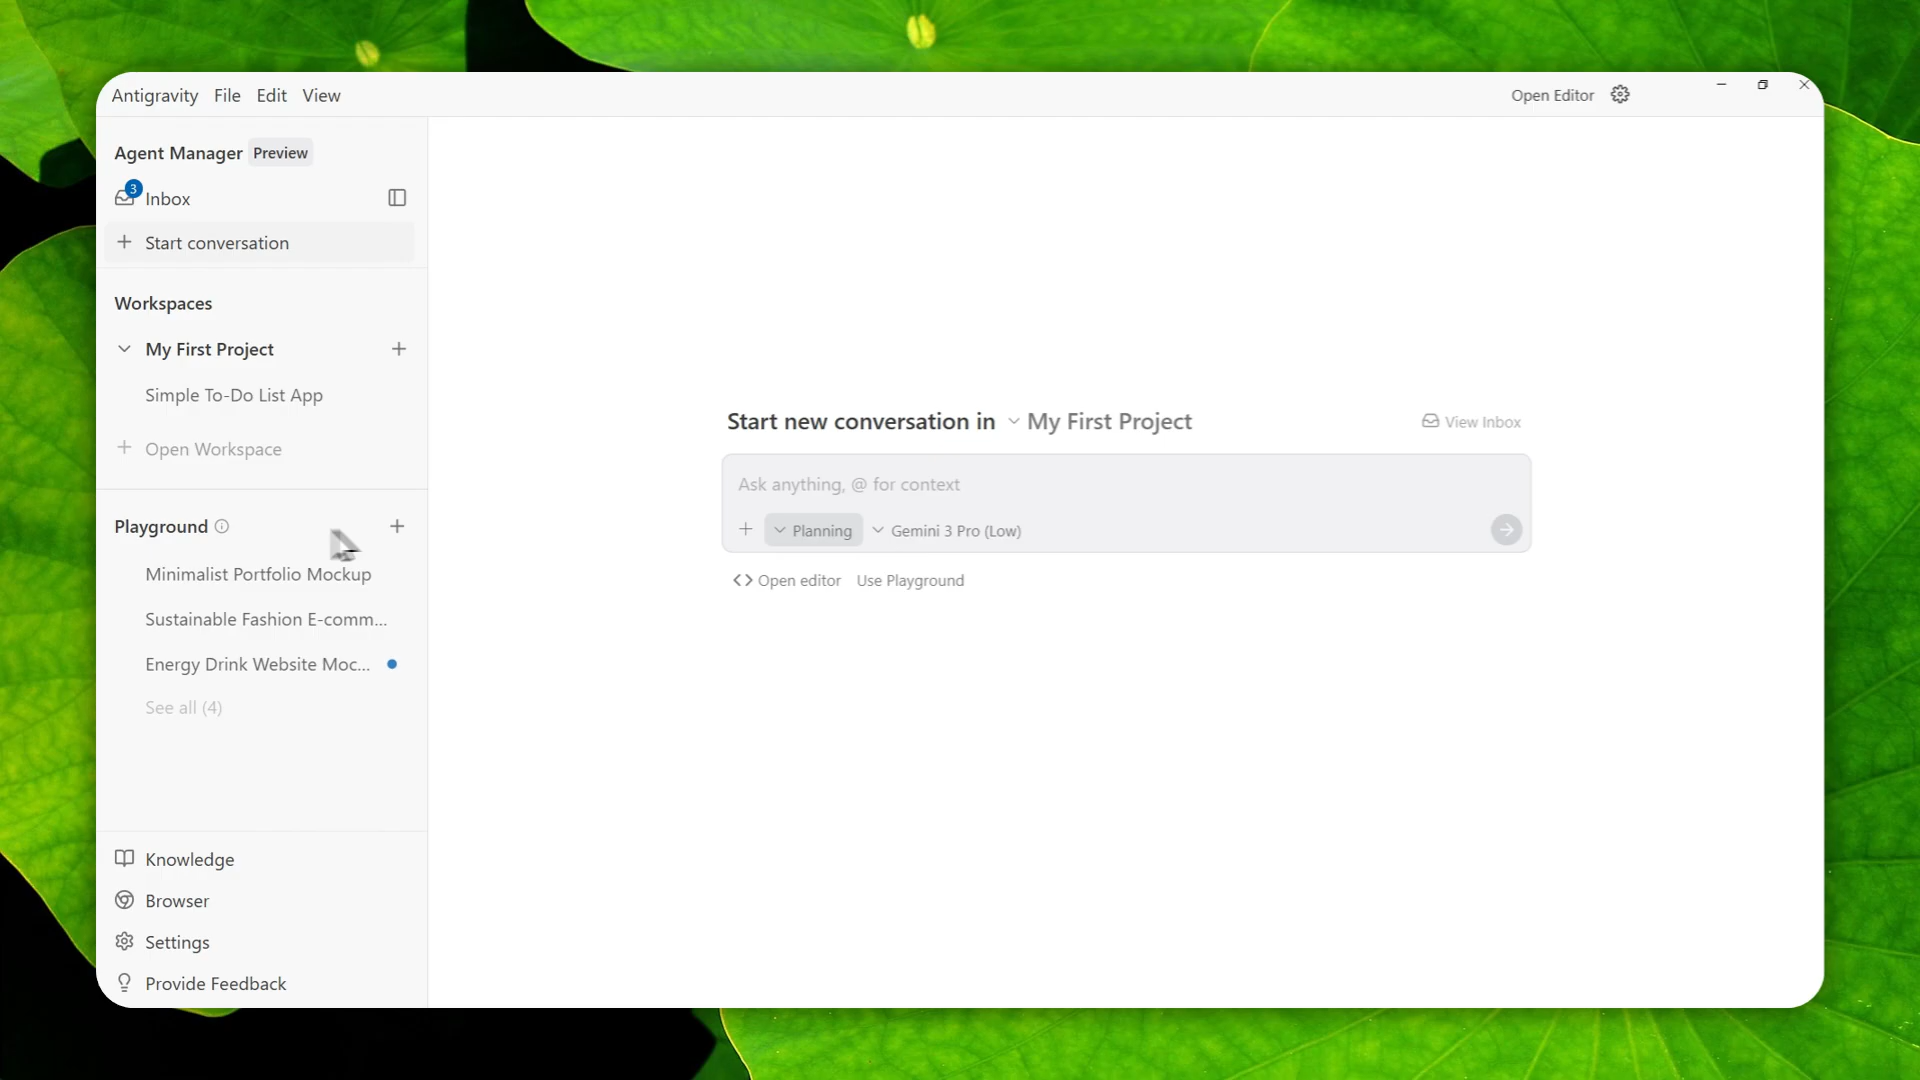 Antigravity File Edit View
Open Editor
Agent Manager Preview
3
Inbox
Start conversation
Workspaces
My First Project
Simple To-Do List App
Open Workspace
Playground
Minimalist Portfolio Mockup
Sustainable Fashion E-comm...
Energy Drink Website Moc...
See all (4)
Knowledge
Browser
Settings
Provide Feedback
Start new conversation in My First Project
View Inbox
Ask anything, @ for context
Planning Gemini 3 Pro (Low)
Open editor Use Playground